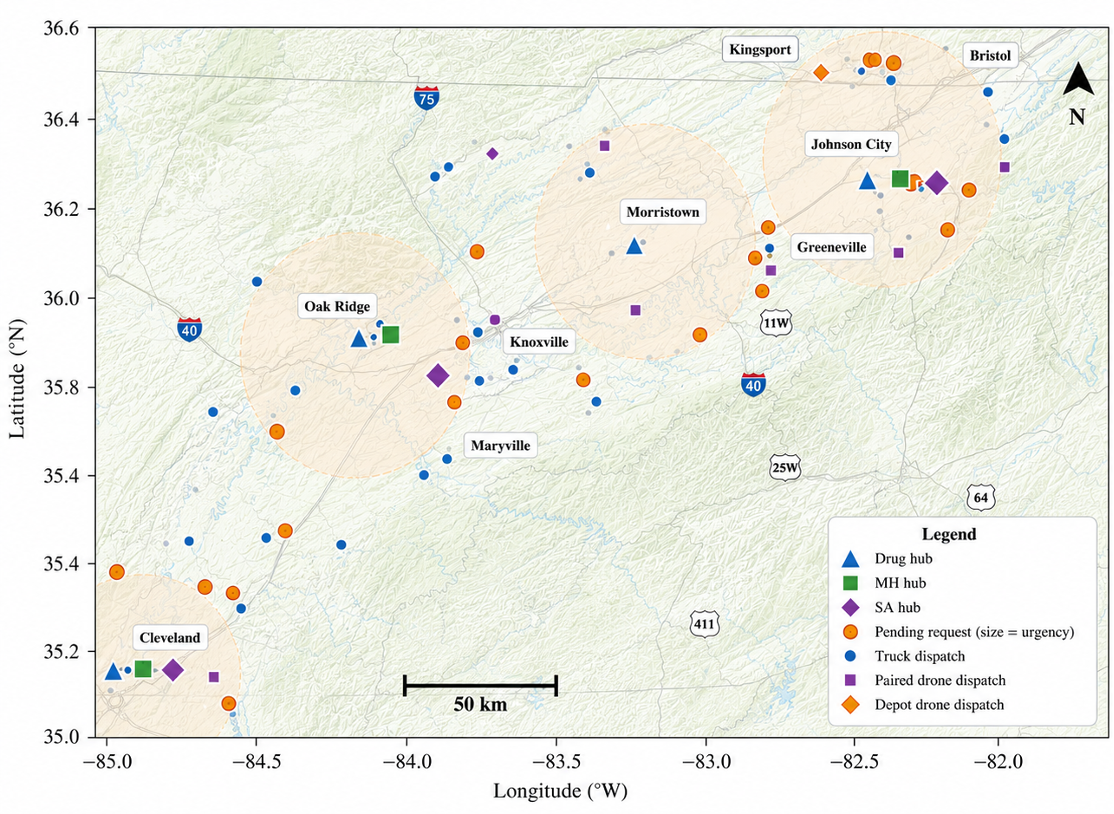 36.6
36.4
36.2
36.0
35.8
35.4
35.4
35.2
35.0
Latitude (°N)
−85.0
−84.5
−84.0
−83.5
−83.0
−82.5
−82.0
Longitude (°W)
Kingsport
Bristol
75
N
Johnson City
Morristown
Greeneville
Oak Ridge
40
11W
Knoxville
40
Maryville
25W
64
411
Cleveland
50 km
Legend
Drug hub
MH hub
SA hub
Pending request (size = urgency)
Truck dispatch
Paired drone dispatch
Depot drone dispatch